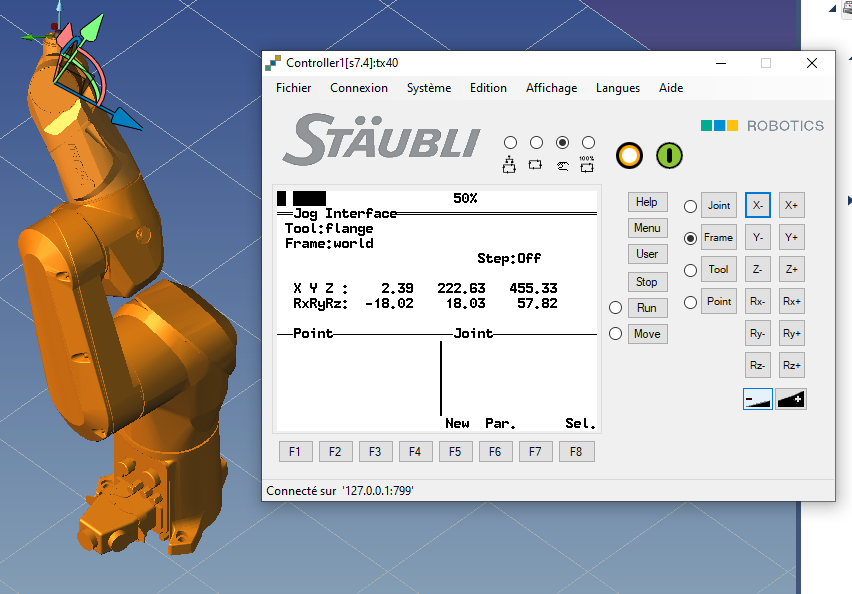 Controller1[s7.4]:tx40
Fichier Connexion Système Edition Affichage Langues Aide
STÄUBLI
ROBOTICS
100%
50%
Jog Interface
Tool:flange
Frame:world
Step:Off
X Y Z : 2.39 222.63 455.33
RxRyRz: -18.02 18.03 57.82
Point Joint
New Par. Sel.
F1 F2 F3 F4 F5 F6 F7 F8
Help
Menu
User
Stop
Run
Move
Joint X- X+
Frame Y- Y+
Tool Z- Z+
Point Rx- Rx+
Ry- Ry+
Rz- Rz+
- +
Connecté sur '127.0.0.1:799'